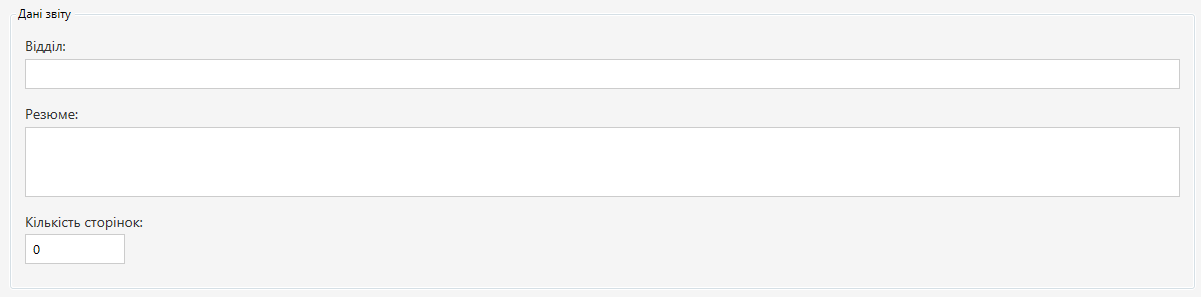 Дані звіту
Відділ:
Резюме:
Кількість сторінок:
0